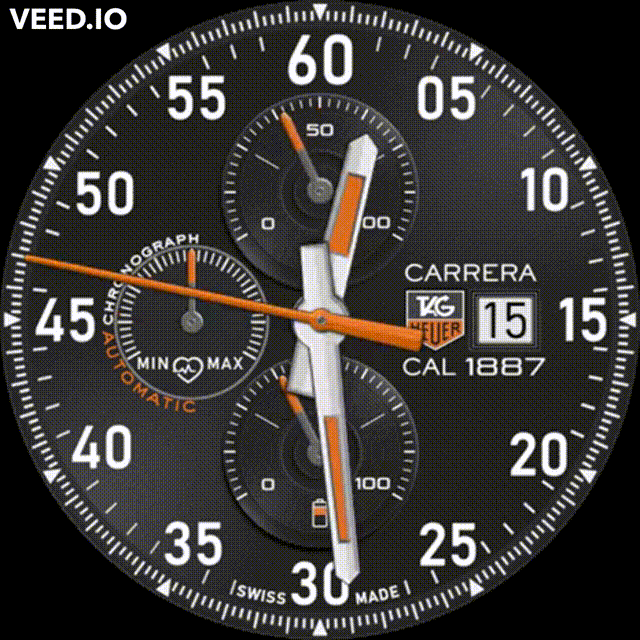 VEED.IO
60
55
05
50
50
10
0
00
CHRONOGRAPH
CARRERA
45
TAG
HEUER
15
15
MIN MAX
CAL 1887
AUTOMATIC
40
20
0
100
35
25
SWISS 30 MADE